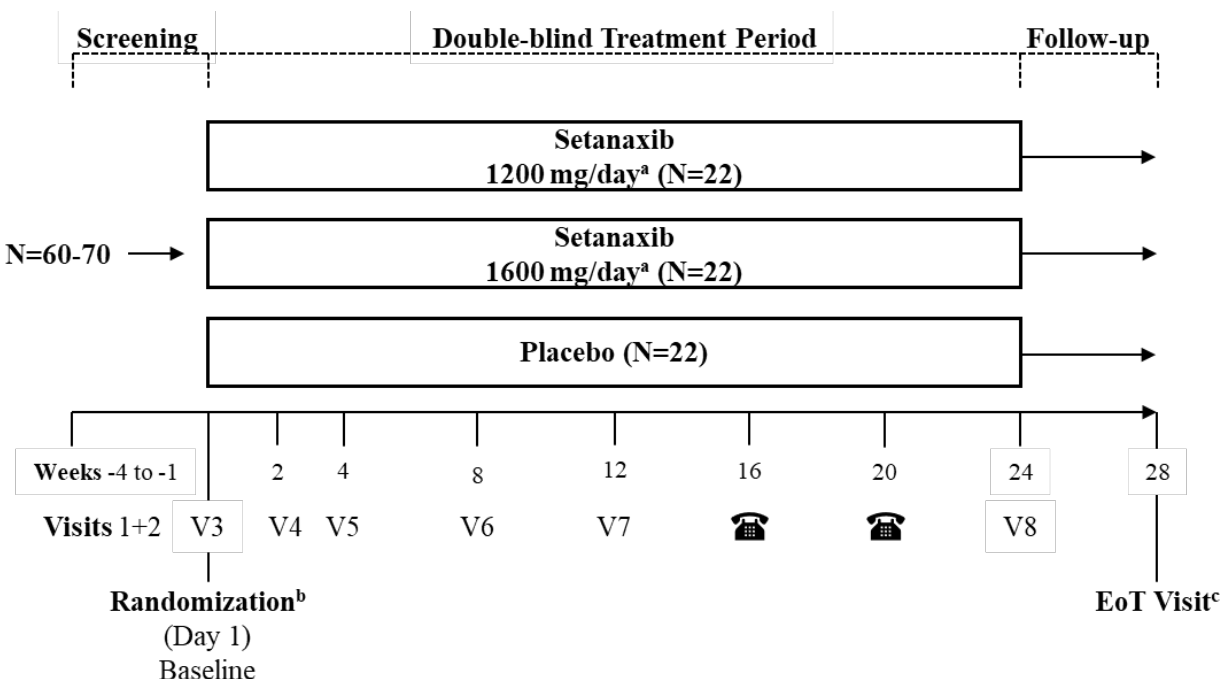 Screening Double-blind Treatment Period Follow-up
Setanaxib
1200 mg/dayᵃ (N=22)
N=60-70
Setanaxib
1600 mg/dayᵃ (N=22)
Placebo (N=22)
Weeks -4 to -1 2 4 8 12 16 20 24 28
Visits 1+2 V3 V4 V5 V6 V7 V8
Randomizationᵇ
(Day 1)
Baseline
EoT Visitᶜ